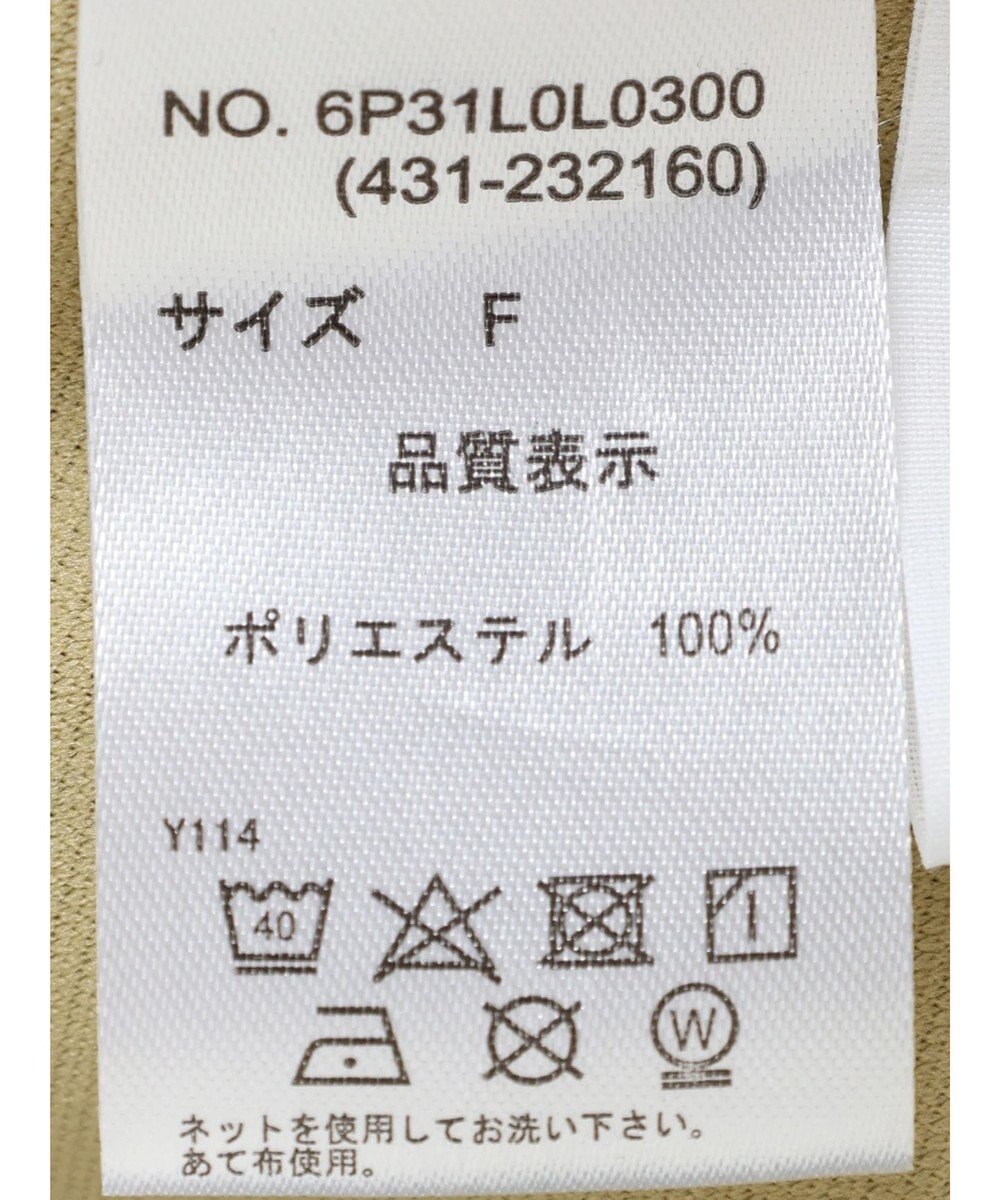 NO. 6P31L0L0300
(431-232160)
サイズ F
品質表示
ポリエステル 100%
Y114
40
W
ネットを使用してお洗い下さい。
あて布使用。